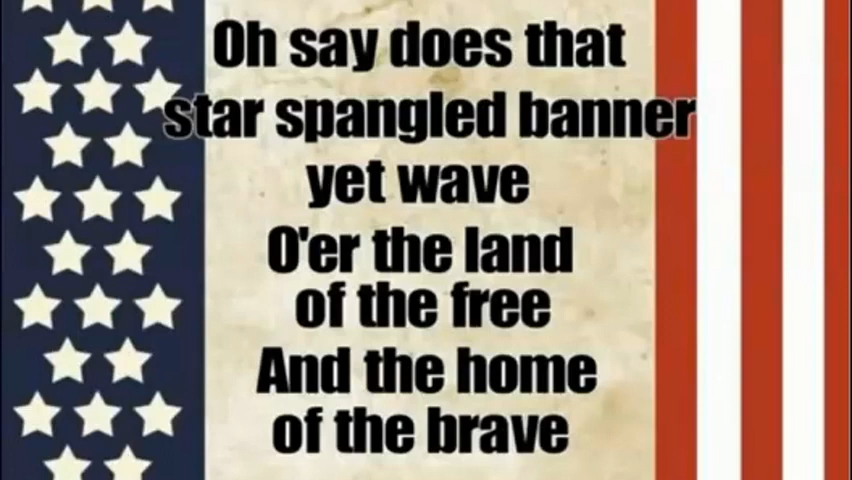 Oh say does that
star spangled banner
yet wave
O'er the land
of the free
And the home
of the brave